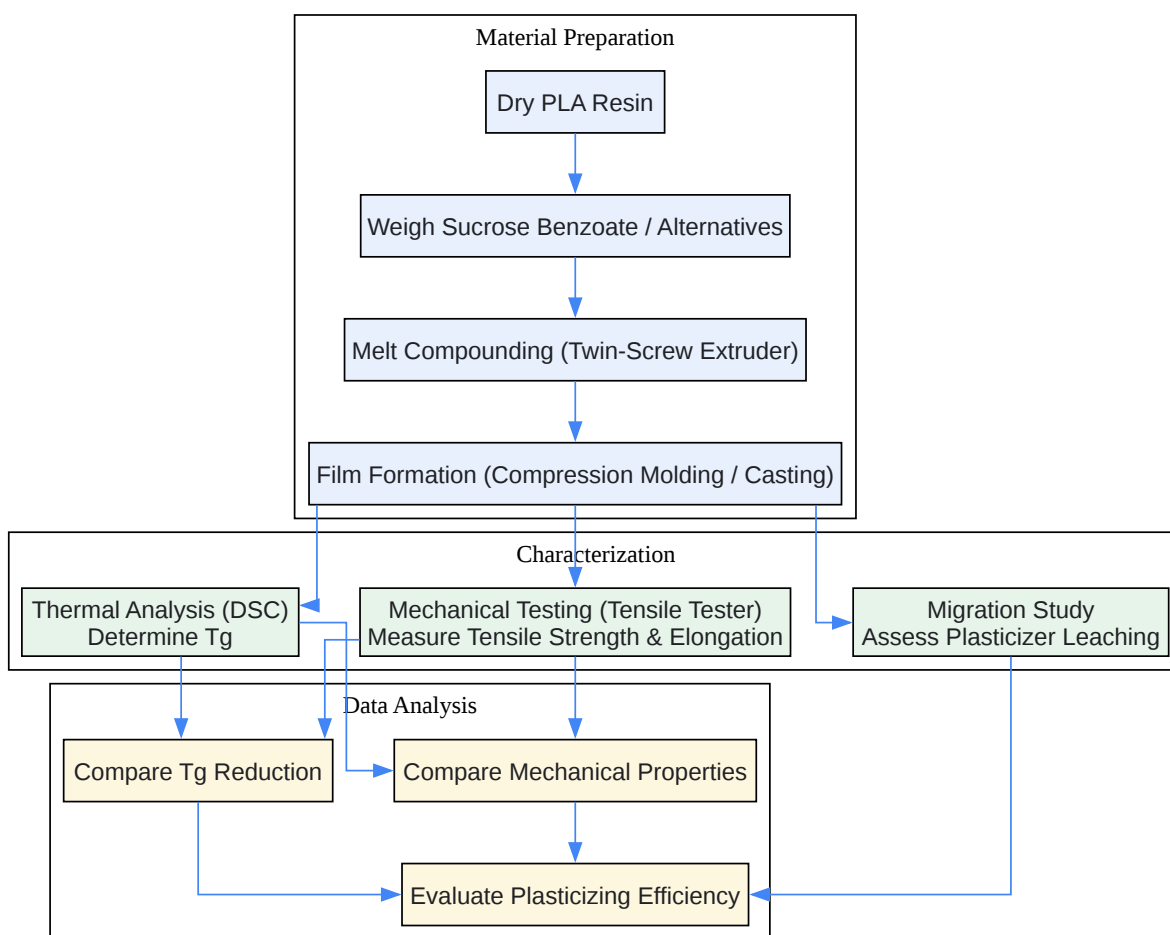 Material Preparation
Dry PLA Resin
Weigh Sucrose Benzoate / Alternatives
Melt Compounding (Twin-Screw Extruder)
Film Formation (Compression Molding / Casting)
Characterization
Thermal Analysis (DSC)
Determine Tg
Mechanical Testing (Tensile Tester)
Measure Tensile Strength & Elongation
Migration Study
Assess Plasticizer Leaching
Data Analysis
Compare Tg Reduction
Compare Mechanical Properties
Evaluate Plasticizing Efficiency